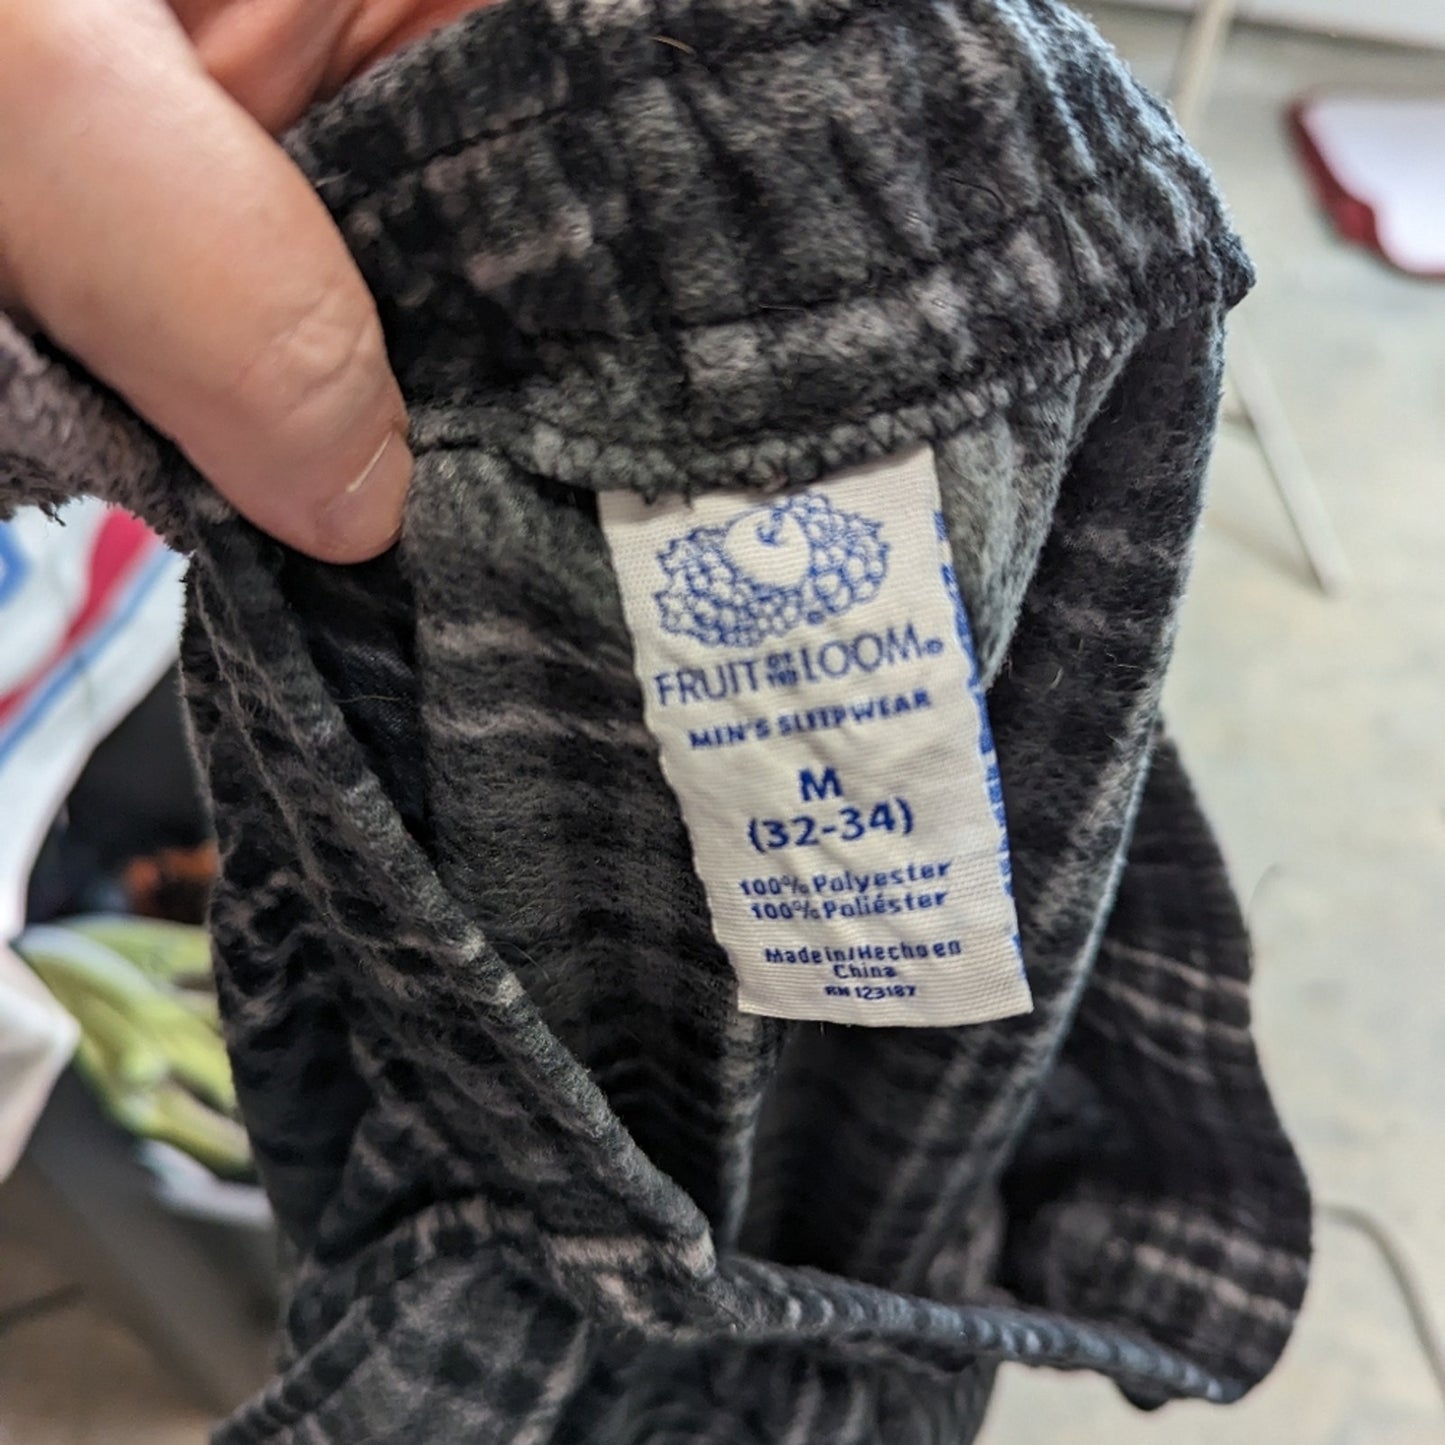 FRUIT OF THE LOOM®
MEN'S SLEEPWEAR
M
(32-34)
100% Polyester
100% Poliéster
Made in/Hecho en
China
RN 123187